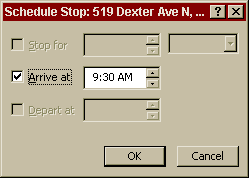 Schedule Stop: 519 Dexter Ave N, ... ?
Stop for
Arrive at 9:30 AM
Depart at
OK Cancel